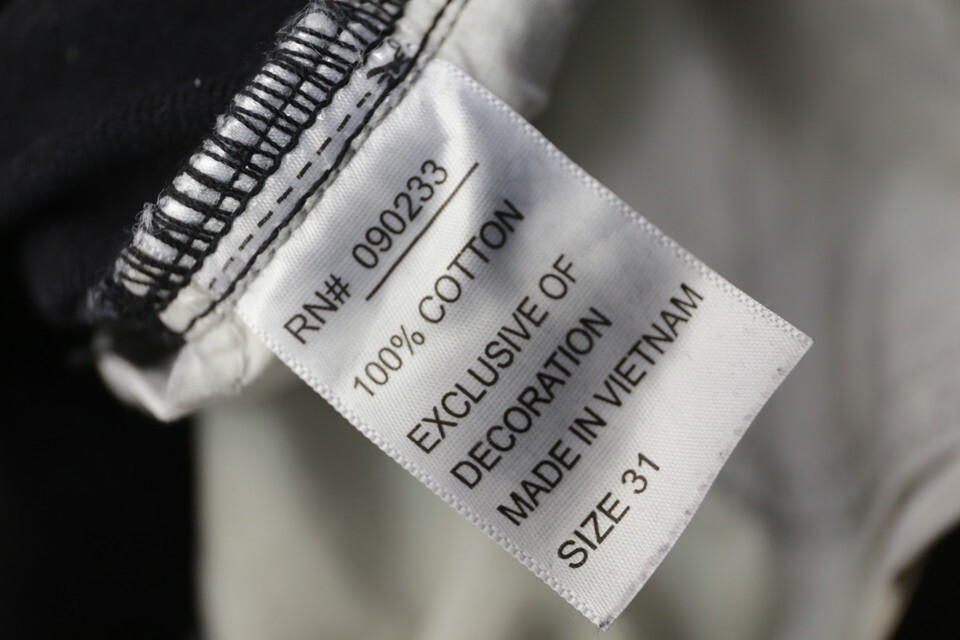 RN# 090233
100% COTTON
EXCLUSIVE OF
DECORATION
MADE IN VIETNAM
SIZE 31